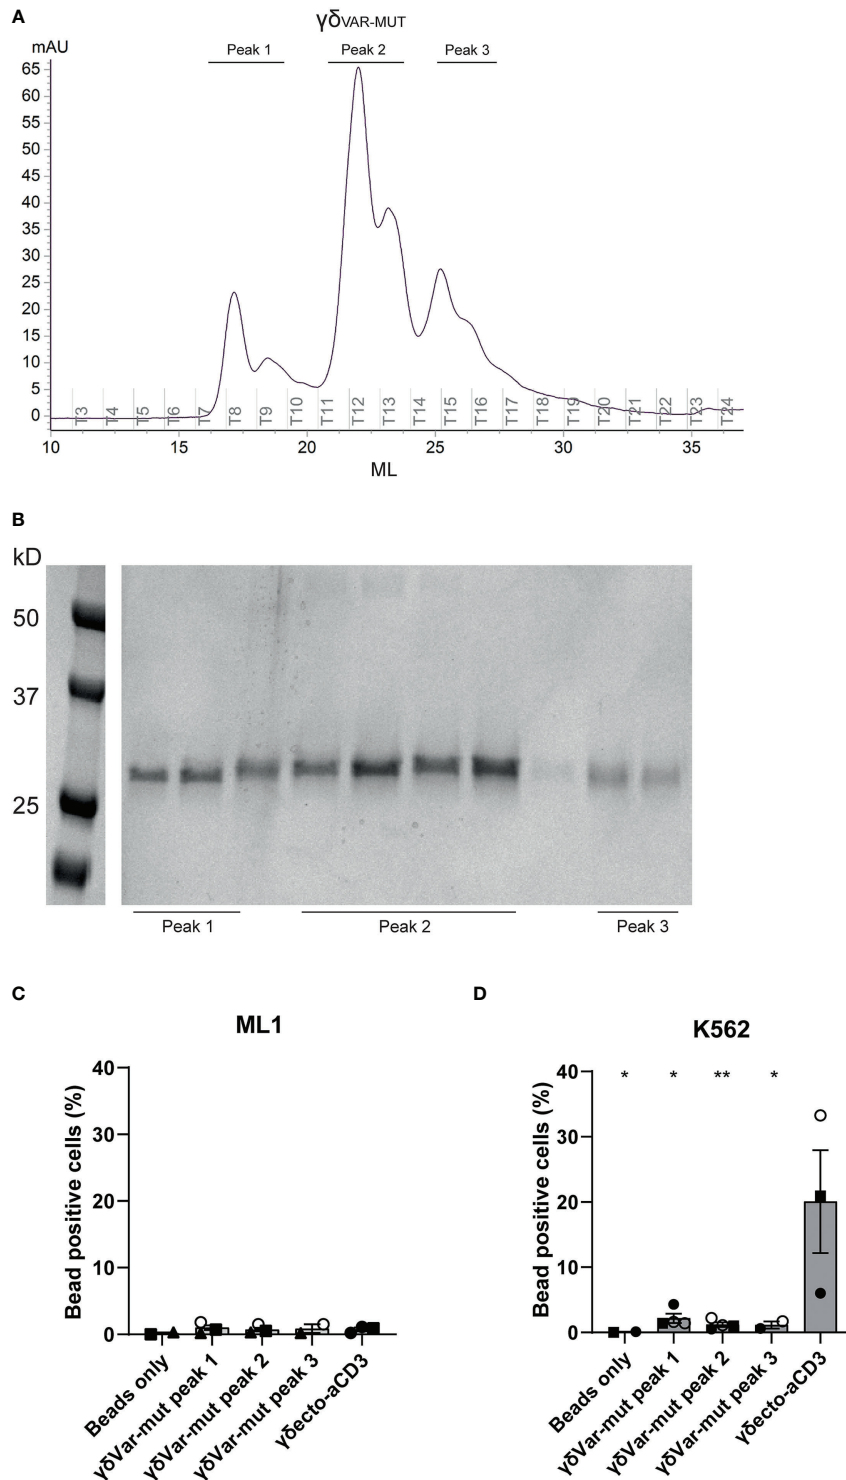 A
γδVAR-MUT
mAU
Peak 1 Peak 2 Peak 3
65
60
55
50
45
40
35
30
25
20
15
10
5
0
T3 T4 T5 T6 T7 T8 T9 T10 T11 T12 T13 T14 T15 T16 T17 T18 T19 T20 T21 T22 T23 T24
10 15 20 25 30 35
ML
B
kD
50
37
25
Peak 1 Peak 2 Peak 3
C
ML1
Bead positive cells (%)
40
30
20
10
0
Beads only
γδVar-mut peak 1
γδVar-mut peak 2
γδVar-mut peak 3
γδecto-aCD3
D
K562
Bead positive cells (%)
40
30
20
10
0
* * ** *
Beads only
γδVar-mut peak 1
γδVar-mut peak 2
γδVar-mut peak 3
γδecto-aCD3